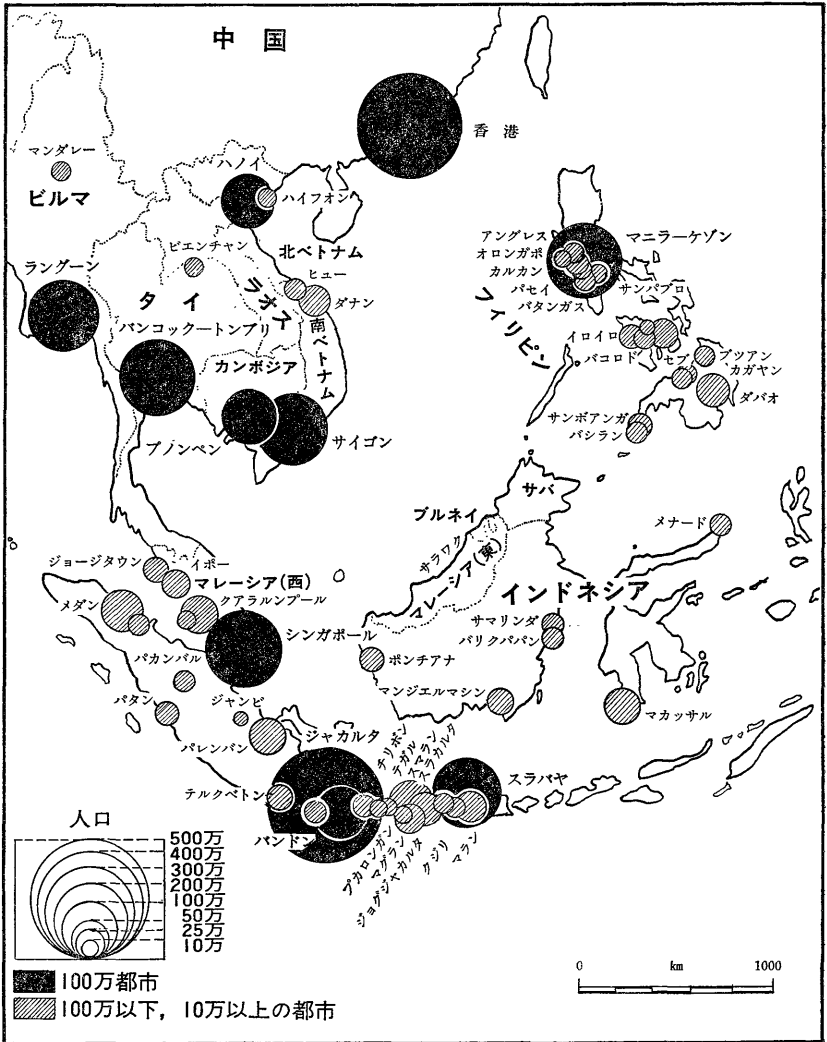 中国
香港
マンダレー
ビルマ
ハノイ
ハイフォン
北ベトナム
ビエンチャン
ヒュー
ラングーン
タイ
ラオス
ダナン
バンコック―トンブリ
南ベトナム
カンボジア
プノンペン
サイゴン
アングレス
オロンガポ
カルカン
パセイ
バタンガス
マニラ―ケゾン
サンパブロ
フィリピン
イロイロ
バコロド
セブ
ブツアン
カガヤン
ダバオ
サンボアンガ
バシラン
サバ
ブルネイ
サラワク
マレーシア(東)
メナード
ジョージタウン
イポー
マレーシア(西)
クアラルンプール
メダン
シンガポール
インドネシア
サマリンダ
バリクパパン
パカンバル
ポンチアナ
パタン
ジャンビ
マンジエルマシン
マカッサル
パレンバン
ジャカルタ
チリボン
テガル
スマラン
スラカルタ
スラバヤ
テルクベトン
バンドン
プカロンガン
マグラン
ジョグジャカルタ
クジリ
マラン
人口
500万
400万
300万
200万
100万
50万
25万
10万
100万都市
100万以下，10万以上の都市
0 km 1000